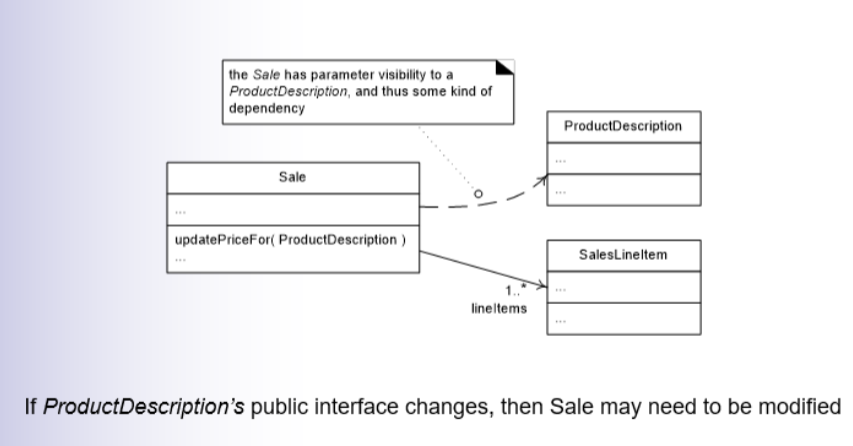 the Sale has parameter visibility to a
ProductDescription, and thus some kind of
dependency
ProductDescription
...
...
Sale
...
updatePriceFor( ProductDescription )
...
SalesLineItem
...
...
1..*
lineItems
If ProductDescription's public interface changes, then Sale may need to be modified